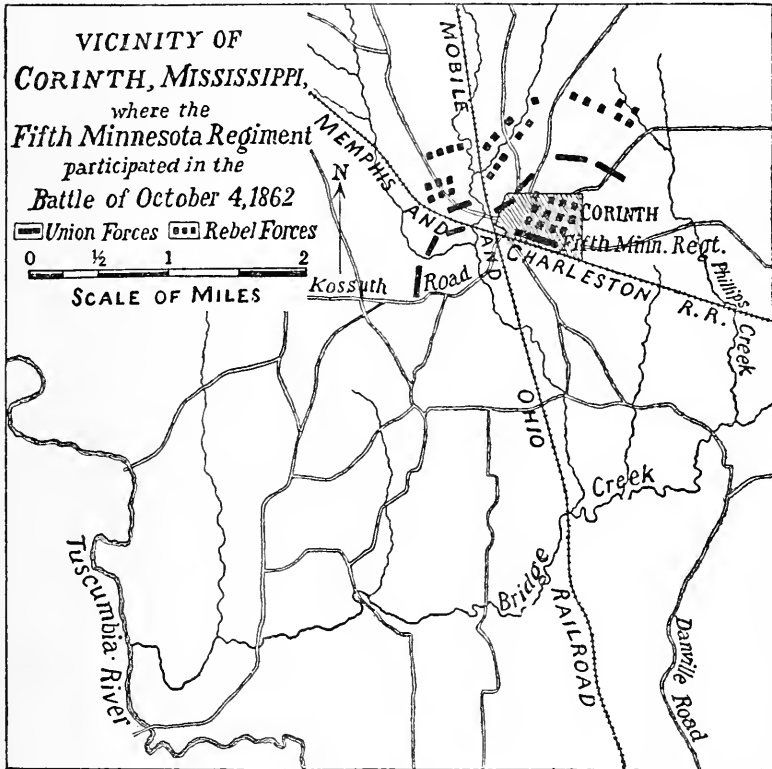 VICINITY OF
CORINTH, MISSISSIPPI,
where the
Fifth Minnesota Regiment
participated in the
Battle of October 4, 1862
Union Forces Rebel Forces
0 ½ 1 2
SCALE OF MILES
N
MOBILE AND OHIO RAILROAD
MEMPHIS AND CHARLESTON R.R.
CORINTH
Fifth Minn. Regt.
Kossuth Road
Phillips Creek
Bridge Creek
Tuscumbia River
Danville Road